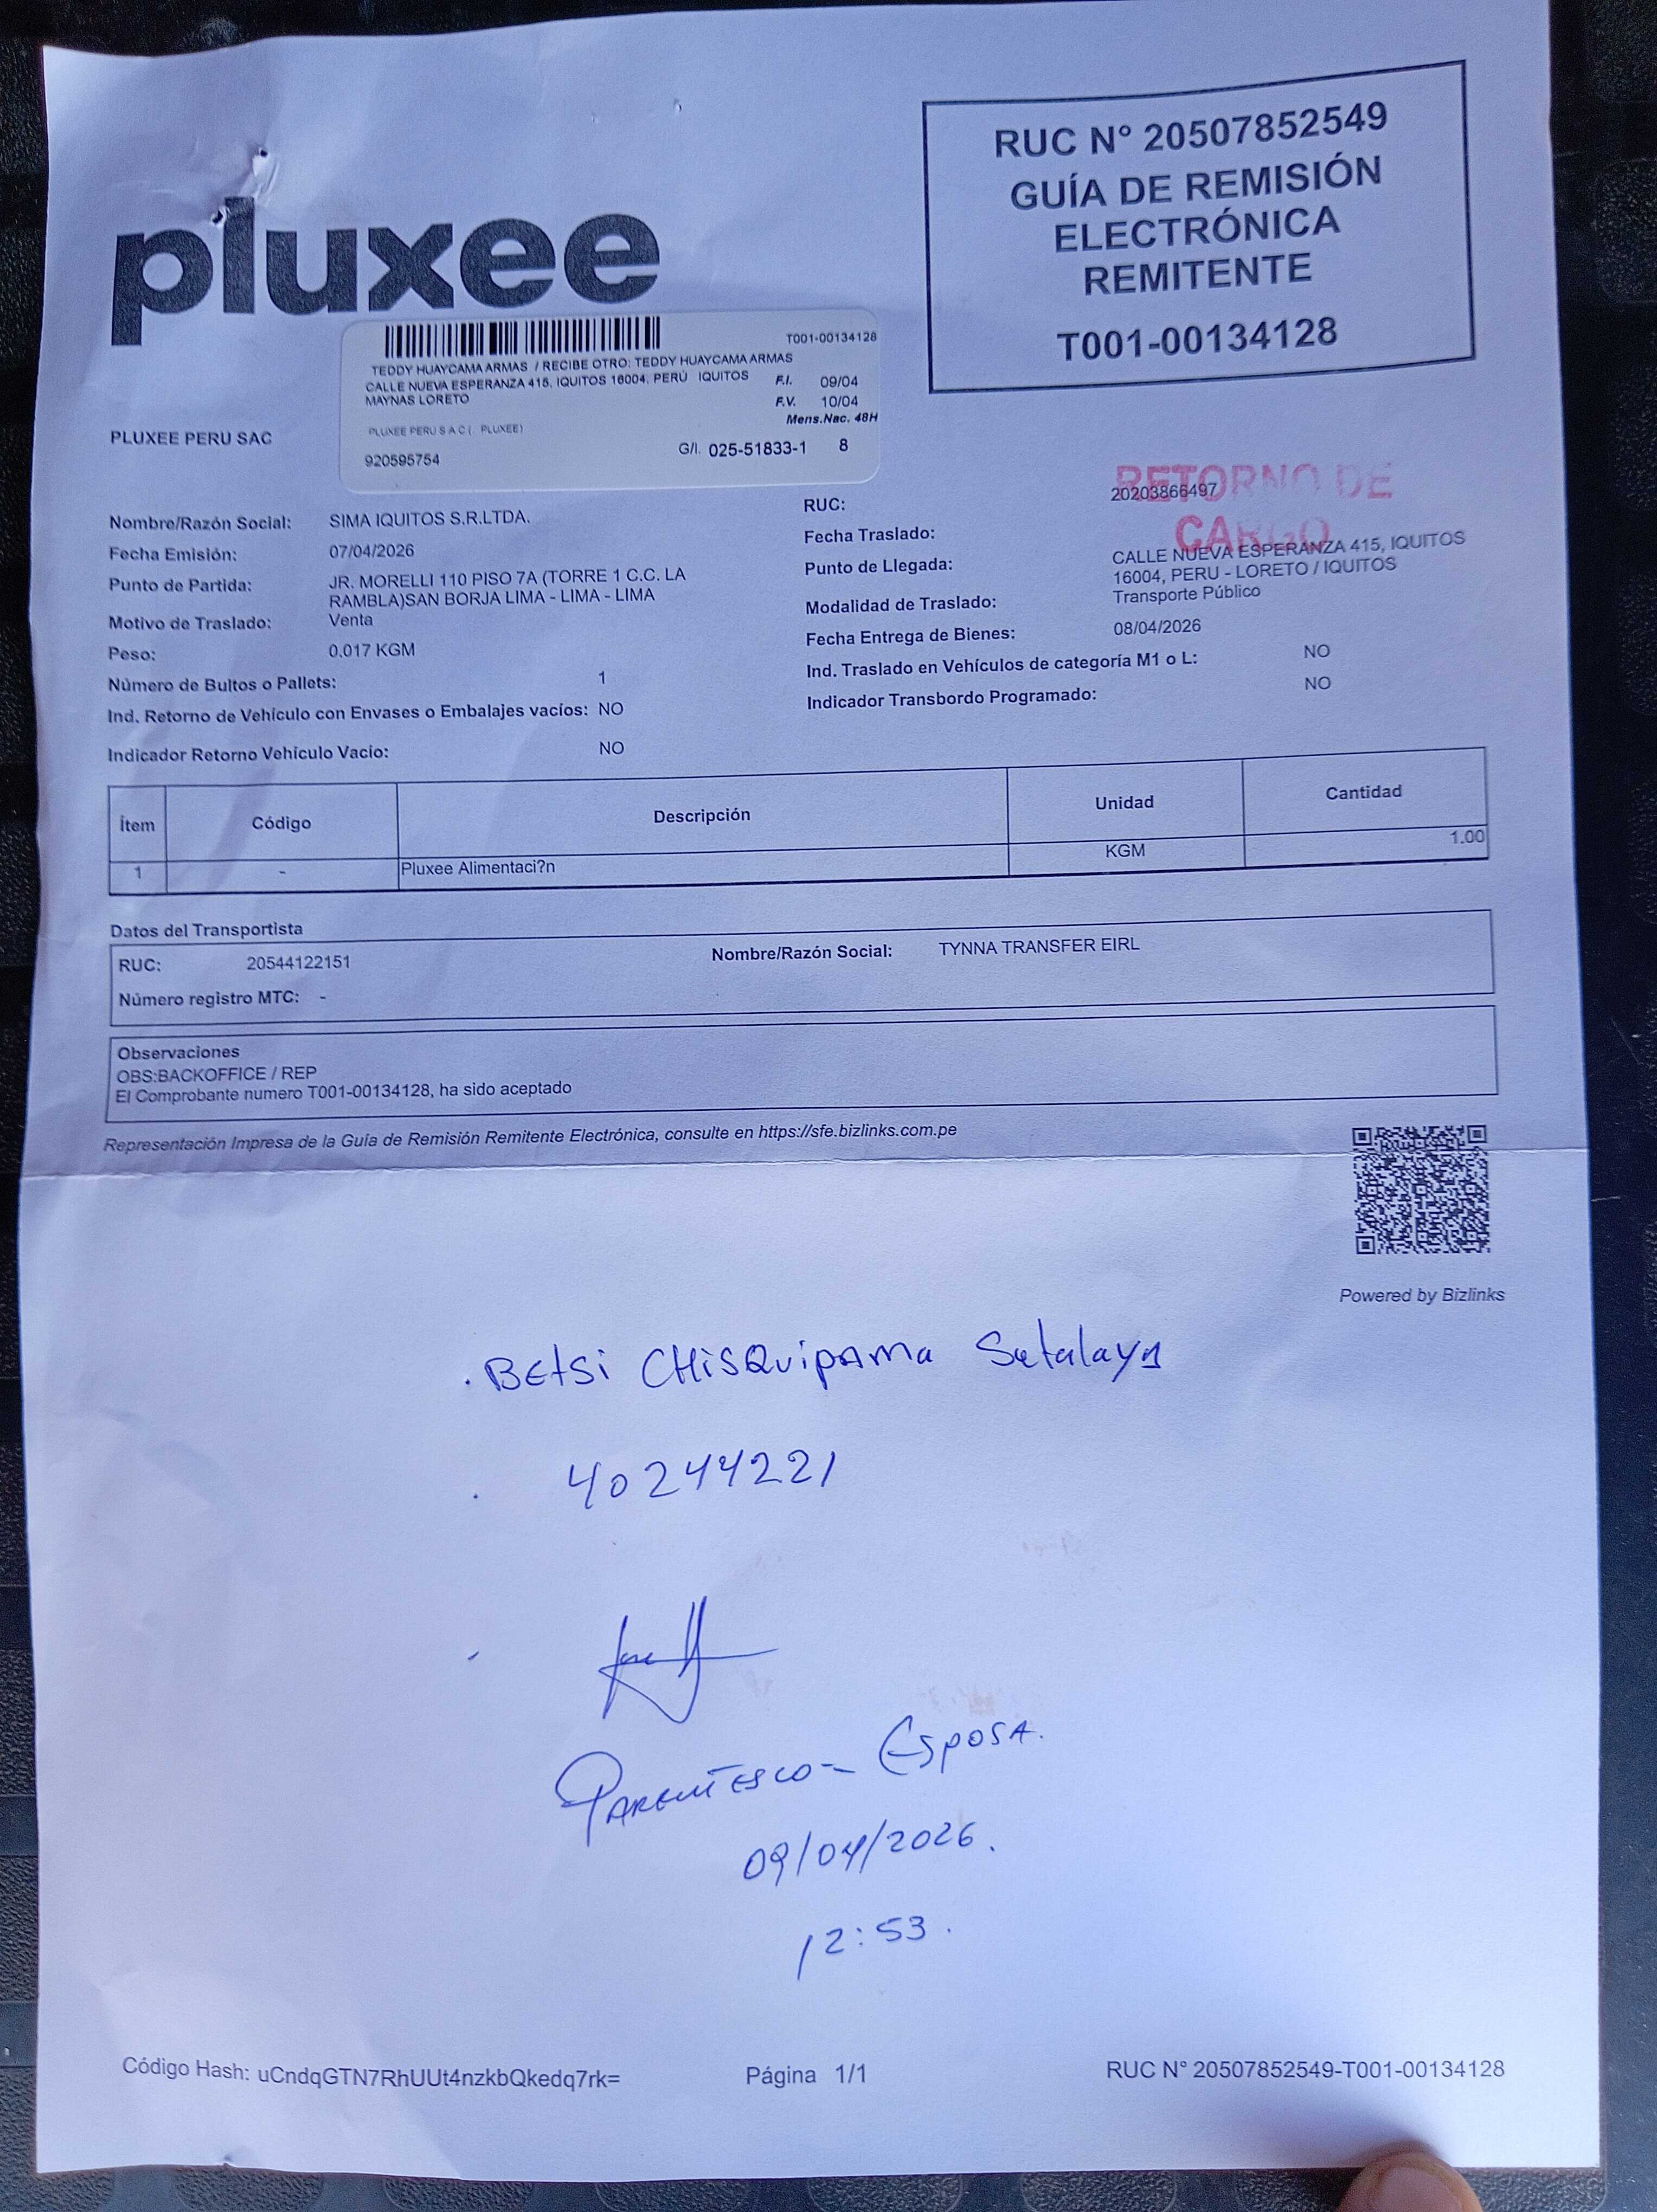 pluxee
RUC N° 20507852549
GUÍA DE REMISIÓN
ELECTRÓNICA
REMITENTE
T001-00134128
T001-00134128
TEDDY HUAYCAMA ARMAS / RECIBE OTRO: TEDDY HUAYCAMA ARMAS
CALLE NUEVA ESPERANZA 415, IQUITOS 16004, PERÚ IQUITOS
MAYNAS LORETO
F.I. 09/04
F.V. 10/04
Mens.Nac. 48H
PLUXEE PERU S A C ( PLUXEE)
G/I. 025-51833-1 8
920595754
PLUXEE PERU SAC
RETORNO DE
CARGO
Nombre/Razón Social: SIMA IQUITOS S.R.LTDA.
Fecha Emisión: 07/04/2026
Punto de Partida: JR. MORELLI 110 PISO 7A (TORRE 1 C.C. LA
RAMBLA)SAN BORJA LIMA - LIMA - LIMA
Motivo de Traslado: Venta
Peso: 0.017 KGM
Número de Bultos o Pallets: 1
Ind. Retorno de Vehículo con Envases o Embalajes vacíos: NO
Indicador Retorno Vehículo Vacío: NO
RUC: 20203866497
Fecha Traslado:
Punto de Llegada: CALLE NUEVA ESPERANZA 415, IQUITOS
16004, PERU - LORETO / IQUITOS
Modalidad de Traslado: Transporte Público
Fecha Entrega de Bienes: 08/04/2026
Ind. Traslado en Vehículos de categoría M1 o L: NO
Indicador Transbordo Programado: NO
Ítem Código Descripción Unidad Cantidad
1 - Pluxee Alimentaci?n KGM 1.00
Datos del Transportista
RUC: 20544122151 Nombre/Razón Social: TYNNA TRANSFER EIRL
Número registro MTC: -
Observaciones
OBS:BACKOFFICE / REP
El Comprobante numero T001-00134128, ha sido aceptado
Representación Impresa de la Guía de Remisión Remitente Electrónica, consulte en https://sfe.bizlinks.com.pe
Powered by Bizlinks
Betsi CHisQuipama Satalaya
40244221
Parentesco - Esposa.
09/04/2026.
12:53.
Código Hash: uCndqGTN7RhUUt4nzkbQkedq7rk= Página 1/1 RUC N° 20507852549-T001-00134128